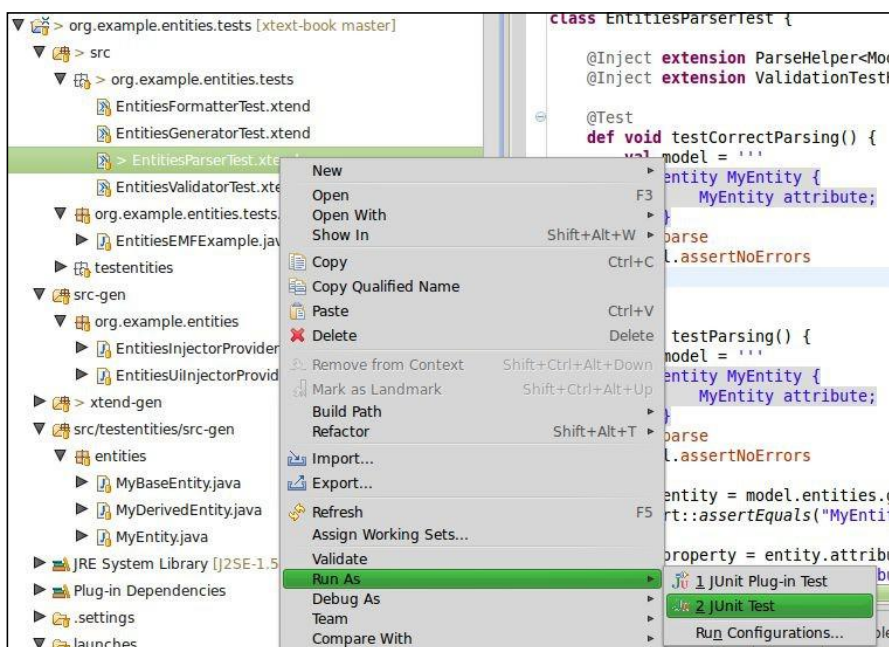 > org.example.entities.tests [xtext-book master]
> src
> org.example.entities.tests
EntitiesFormatterTest.xtend
EntitiesGeneratorTest.xtend
> EntitiesParserTest.xte
EntitiesValidatorTest.xte
org.example.entities.tests.
EntitiesEMFExample.jav
testentities
src-gen
org.example.entities
EntitiesInjectorProvider
EntitiesUiInjectorProvid
> xtend-gen
src/testentities/src-gen
entities
MyBaseEntity.java
MyDerivedEntity.java
MyEntity.java
JRE System Library [J2SE-1.5
Plug-in Dependencies
.settings
launches
New
Open F3
Open With
Show In Shift+Alt+W
Copy Ctrl+C
Copy Qualified Name
Paste Ctrl+V
Delete Delete
Remove from Context Shift+Ctrl+Alt+Down
Mark as Landmark Shift+Ctrl+Alt+Up
Build Path
Refactor Shift+Alt+T
Import...
Export...
Refresh F5
Assign Working Sets...
Validate
Run As
Debug As
Team
Compare With
1 JUnit Plug-in Test
2 JUnit Test
Run Configurations...
class EntitiesParserTest {
@Inject extension ParseHelper<Mod
@Inject extension ValidationTestH
@Test
def void testCorrectParsing() {
val model = '''
entity MyEntity {
MyEntity attribute;
}
parse
l.assertNoErrors
testParsing() {
model = '''
entity MyEntity {
MyEntity attribute;
}
parse
l.assertNoErrors
entity = model.entities.g
rt::assertEquals("MyEnti
property = entity.attribu